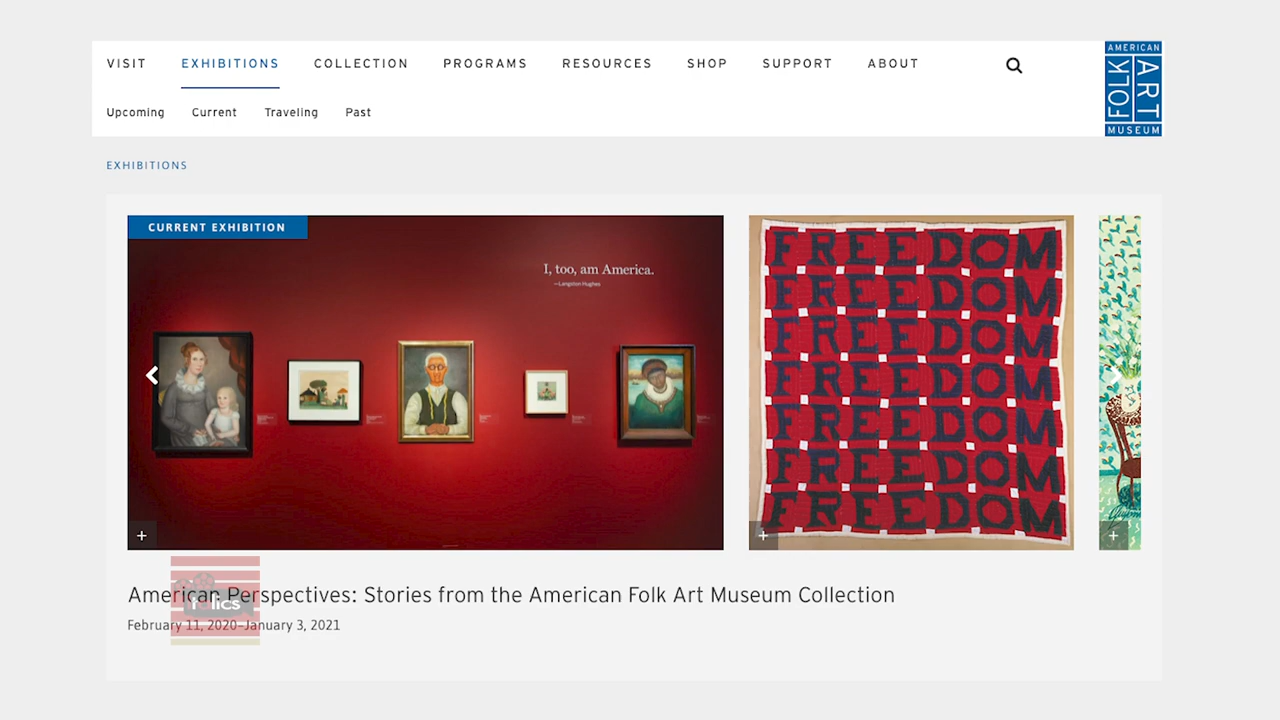 VISIT EXHIBITIONS COLLECTION PROGRAMS RESOURCES SHOP SUPPORT ABOUT
AMERICAN
FOLK ART
MUSEUM
Upcoming Current Traveling Past
EXHIBITIONS
CURRENT EXHIBITION
I, too, am America.
—Langston Hughes
FREEDOM
FREEDOM
FREEDOM
FREEDOM
FREEDOM
FREEDOM
FREEDOM
American Perspectives: Stories from the American Folk Art Museum Collection
February 11, 2020–January 3, 2021